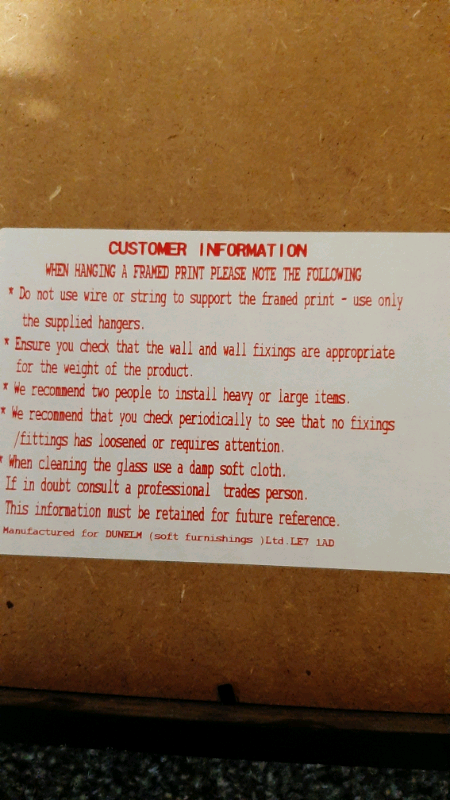 CUSTOMER INFORMATION
WHEN HANGING A FRAMED PRINT PLEASE NOTE THE FOLLOWING
* Do not use wire or string to support the framed print - use only
the supplied hangers.
* Ensure you check that the wall and wall fixings are appropriate
for the weight of the product.
* We recommend two people to install heavy or large items.
* We recommend that you check periodically to see that no fixings
/fittings has loosened or requires attention.
* When cleaning the glass use a damp soft cloth.
If in doubt consult a professional trades person.
This information must be retained for future reference.
Manufactured for DUNELM (soft furnishings )Ltd.LE7 1AD